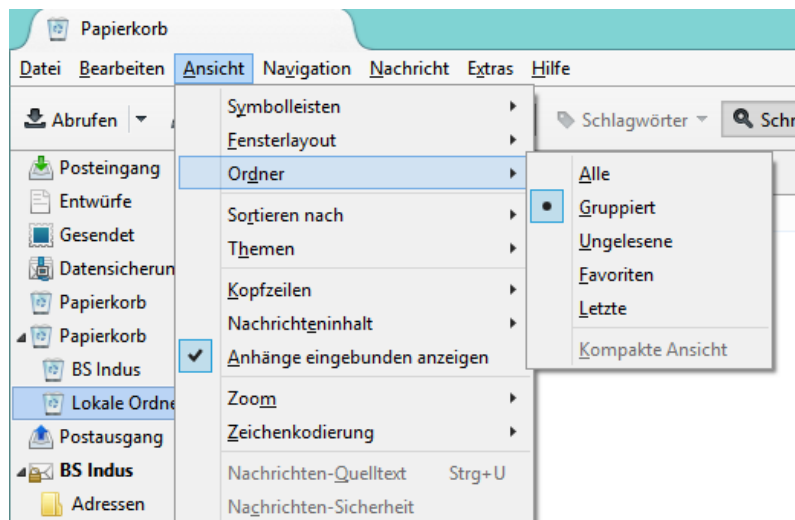 Papierkorb
Datei Bearbeiten Ansicht Navigation Nachricht Extras Hilfe
Abrufen
Schlagwörter
Posteingang
Entwürfe
Gesendet
Papierkorb
Papierkorb
BS Indus
Lokale
Postausgang
BS Indus
Adressen
Symbolleisten
Fensterlayout
Ordner
Sortieren nach
Themen
Kopfzeilen
Nachrichteninhalt
Anhänge eingebunden anzeigen
Zoom
Zeichenkodierung
Nachrichten-Quelltext Strg+U
Nachrichten-Sicherheit
Alle
Gruppiert
Ungelesene
Favoriten
Letzte
Kompakte Ansicht